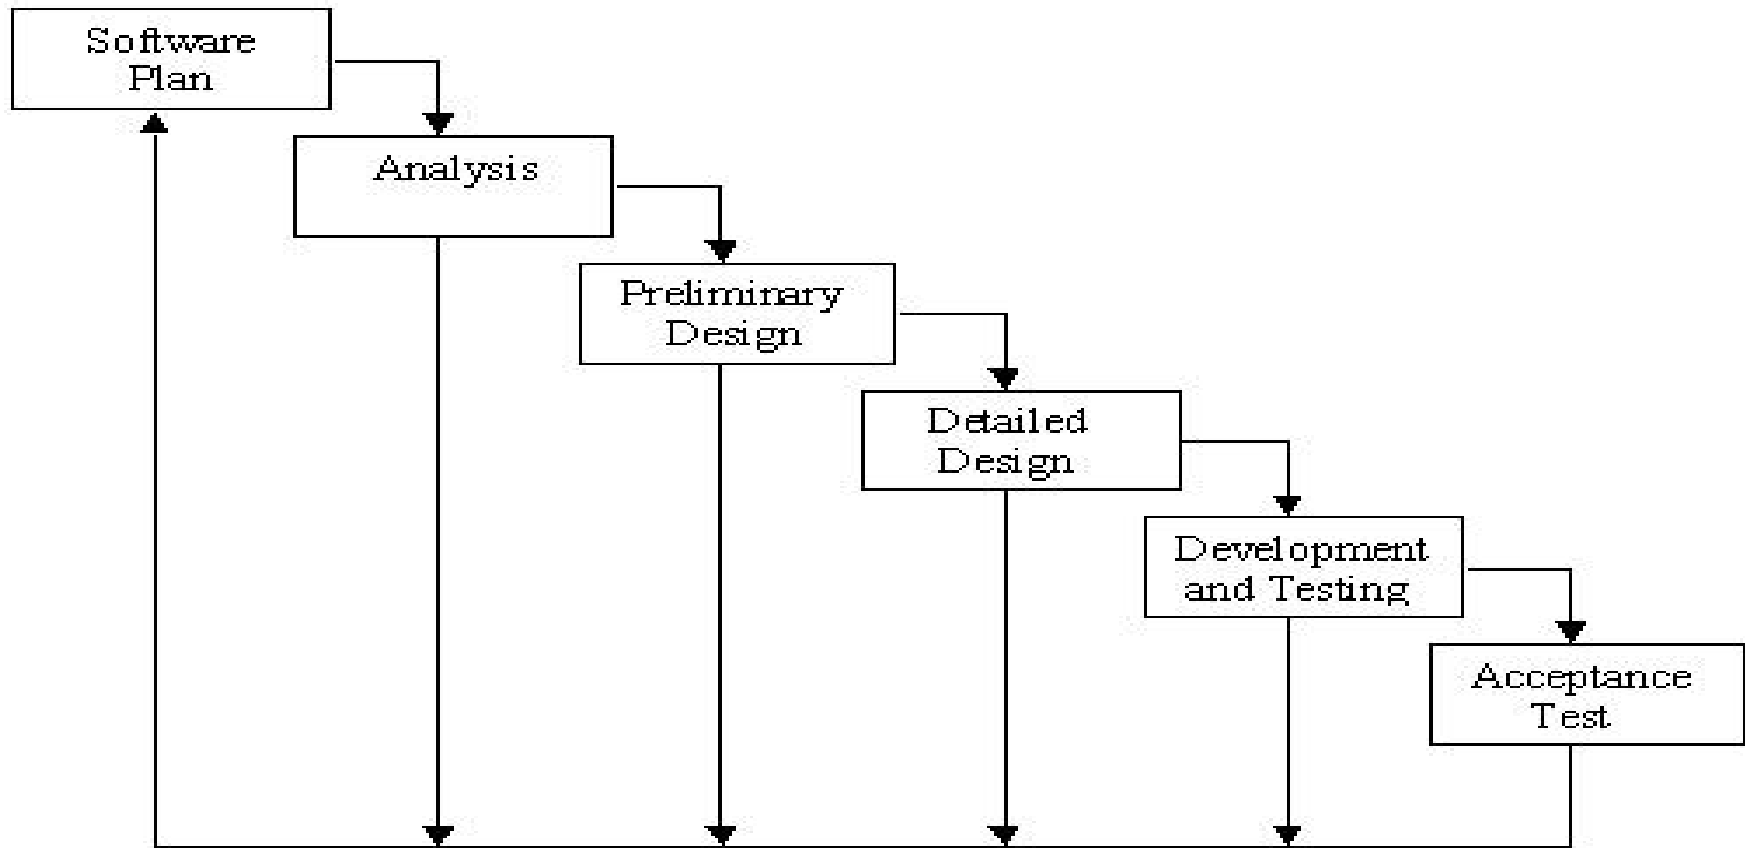 Software
Plan
Analysis
Preliminary
Design
Detailed
Design
Development
and Testing
Acceptance
Test